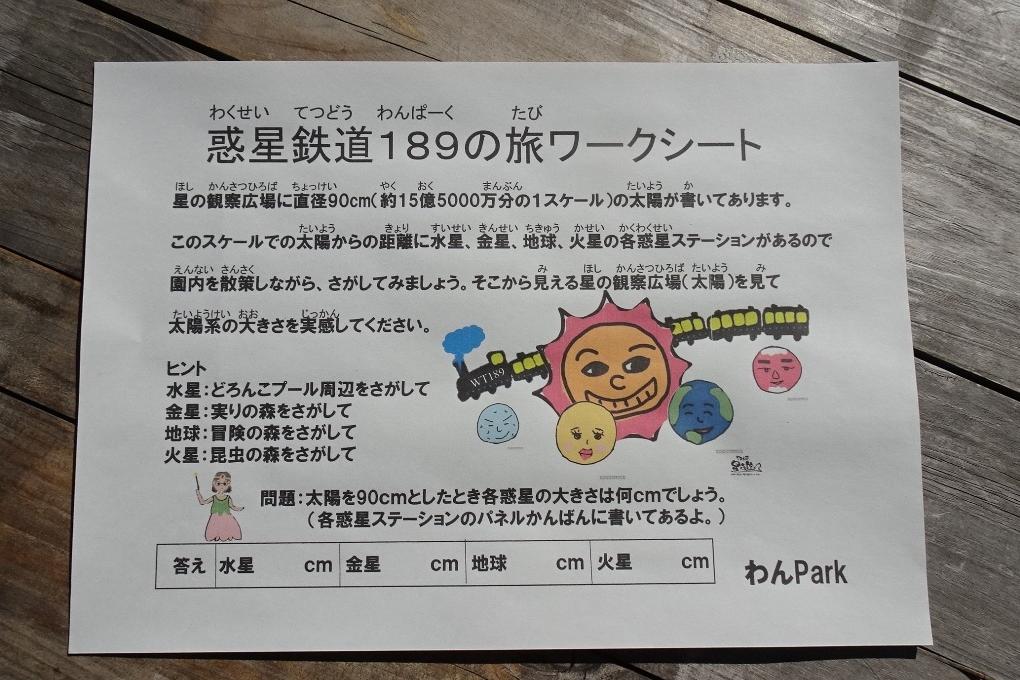 わくせい てつどう わんぱーく たび
惑星鉄道189の旅ワークシート
ほし かんさつひろば ちょっけい やく おく まんぶん たいよう か
星の観察広場に直径90cm(約15億5000万分の1スケール)の太陽が書いてあります。
たいよう きょり すいせい きんせい ちきゅう かせい かくわくせい
このスケールでの太陽からの距離に水星、金星、地球、火星の各惑星ステーションがあるので
えんない さんさく み ほし かんさつひろば たいよう み
園内を散策しながら、さがしてみましょう。そこから見える星の観察広場(太陽)を見て
たいようけい おお じっかん
太陽系の大きさを実感してください。
ヒント
水星:どろんこプール周辺をさがして
金星:実りの森をさがして
地球:冒険の森をさがして
火星:昆虫の森をさがして
WT189
問題:太陽を90cmとしたとき各惑星の大きさは何cmでしょう。
(各惑星ステーションのパネルかんばんに書いてあるよ。)
答え 水星 cm 金星 cm 地球 cm 火星 cm
わんPark